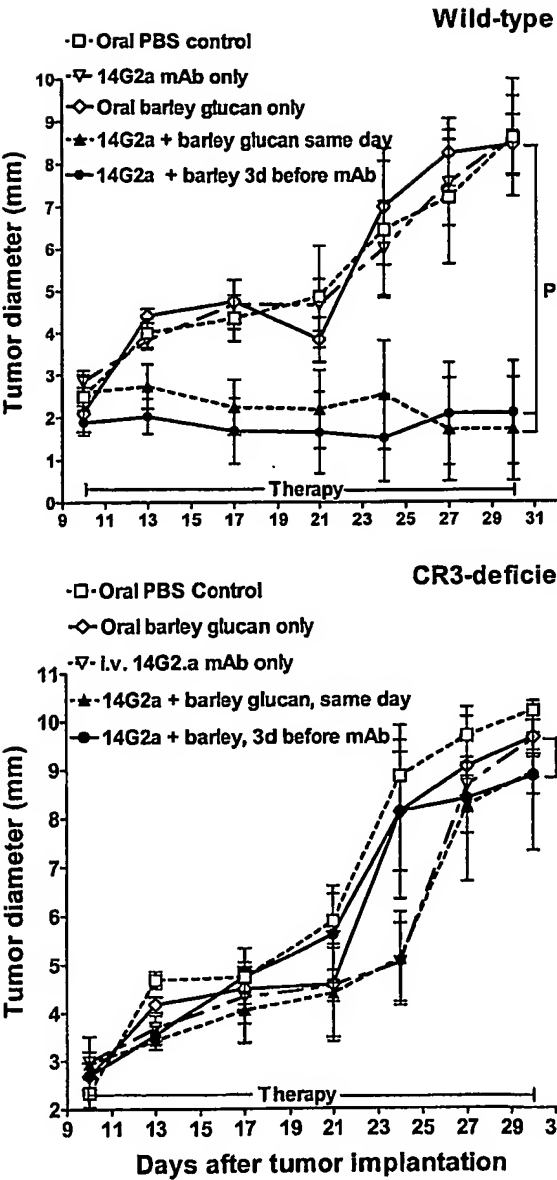 Wild-type
Oral PBS control
14G2a mAb only
Oral barley glucan only
14G2a + barley glucan same day
14G2a + barley 3d before mAb
Tumor diameter (mm)
10
9
8
7
6
5
4
3
2
1
0
P
Therapy
9 11 13 15 17 19 21 23 25 27 29 31
CR3-deficie
Oral PBS Control
Oral barley glucan only
i.v. 14G2.a mAb only
14G2a + barley glucan, same day
14G2a + barley, 3d before mAb
Tumor diameter (mm)
11
10
9
8
7
6
5
4
3
2
Therapy
9 11 13 15 17 19 21 23 25 27 29 3
Days after tumor implantation